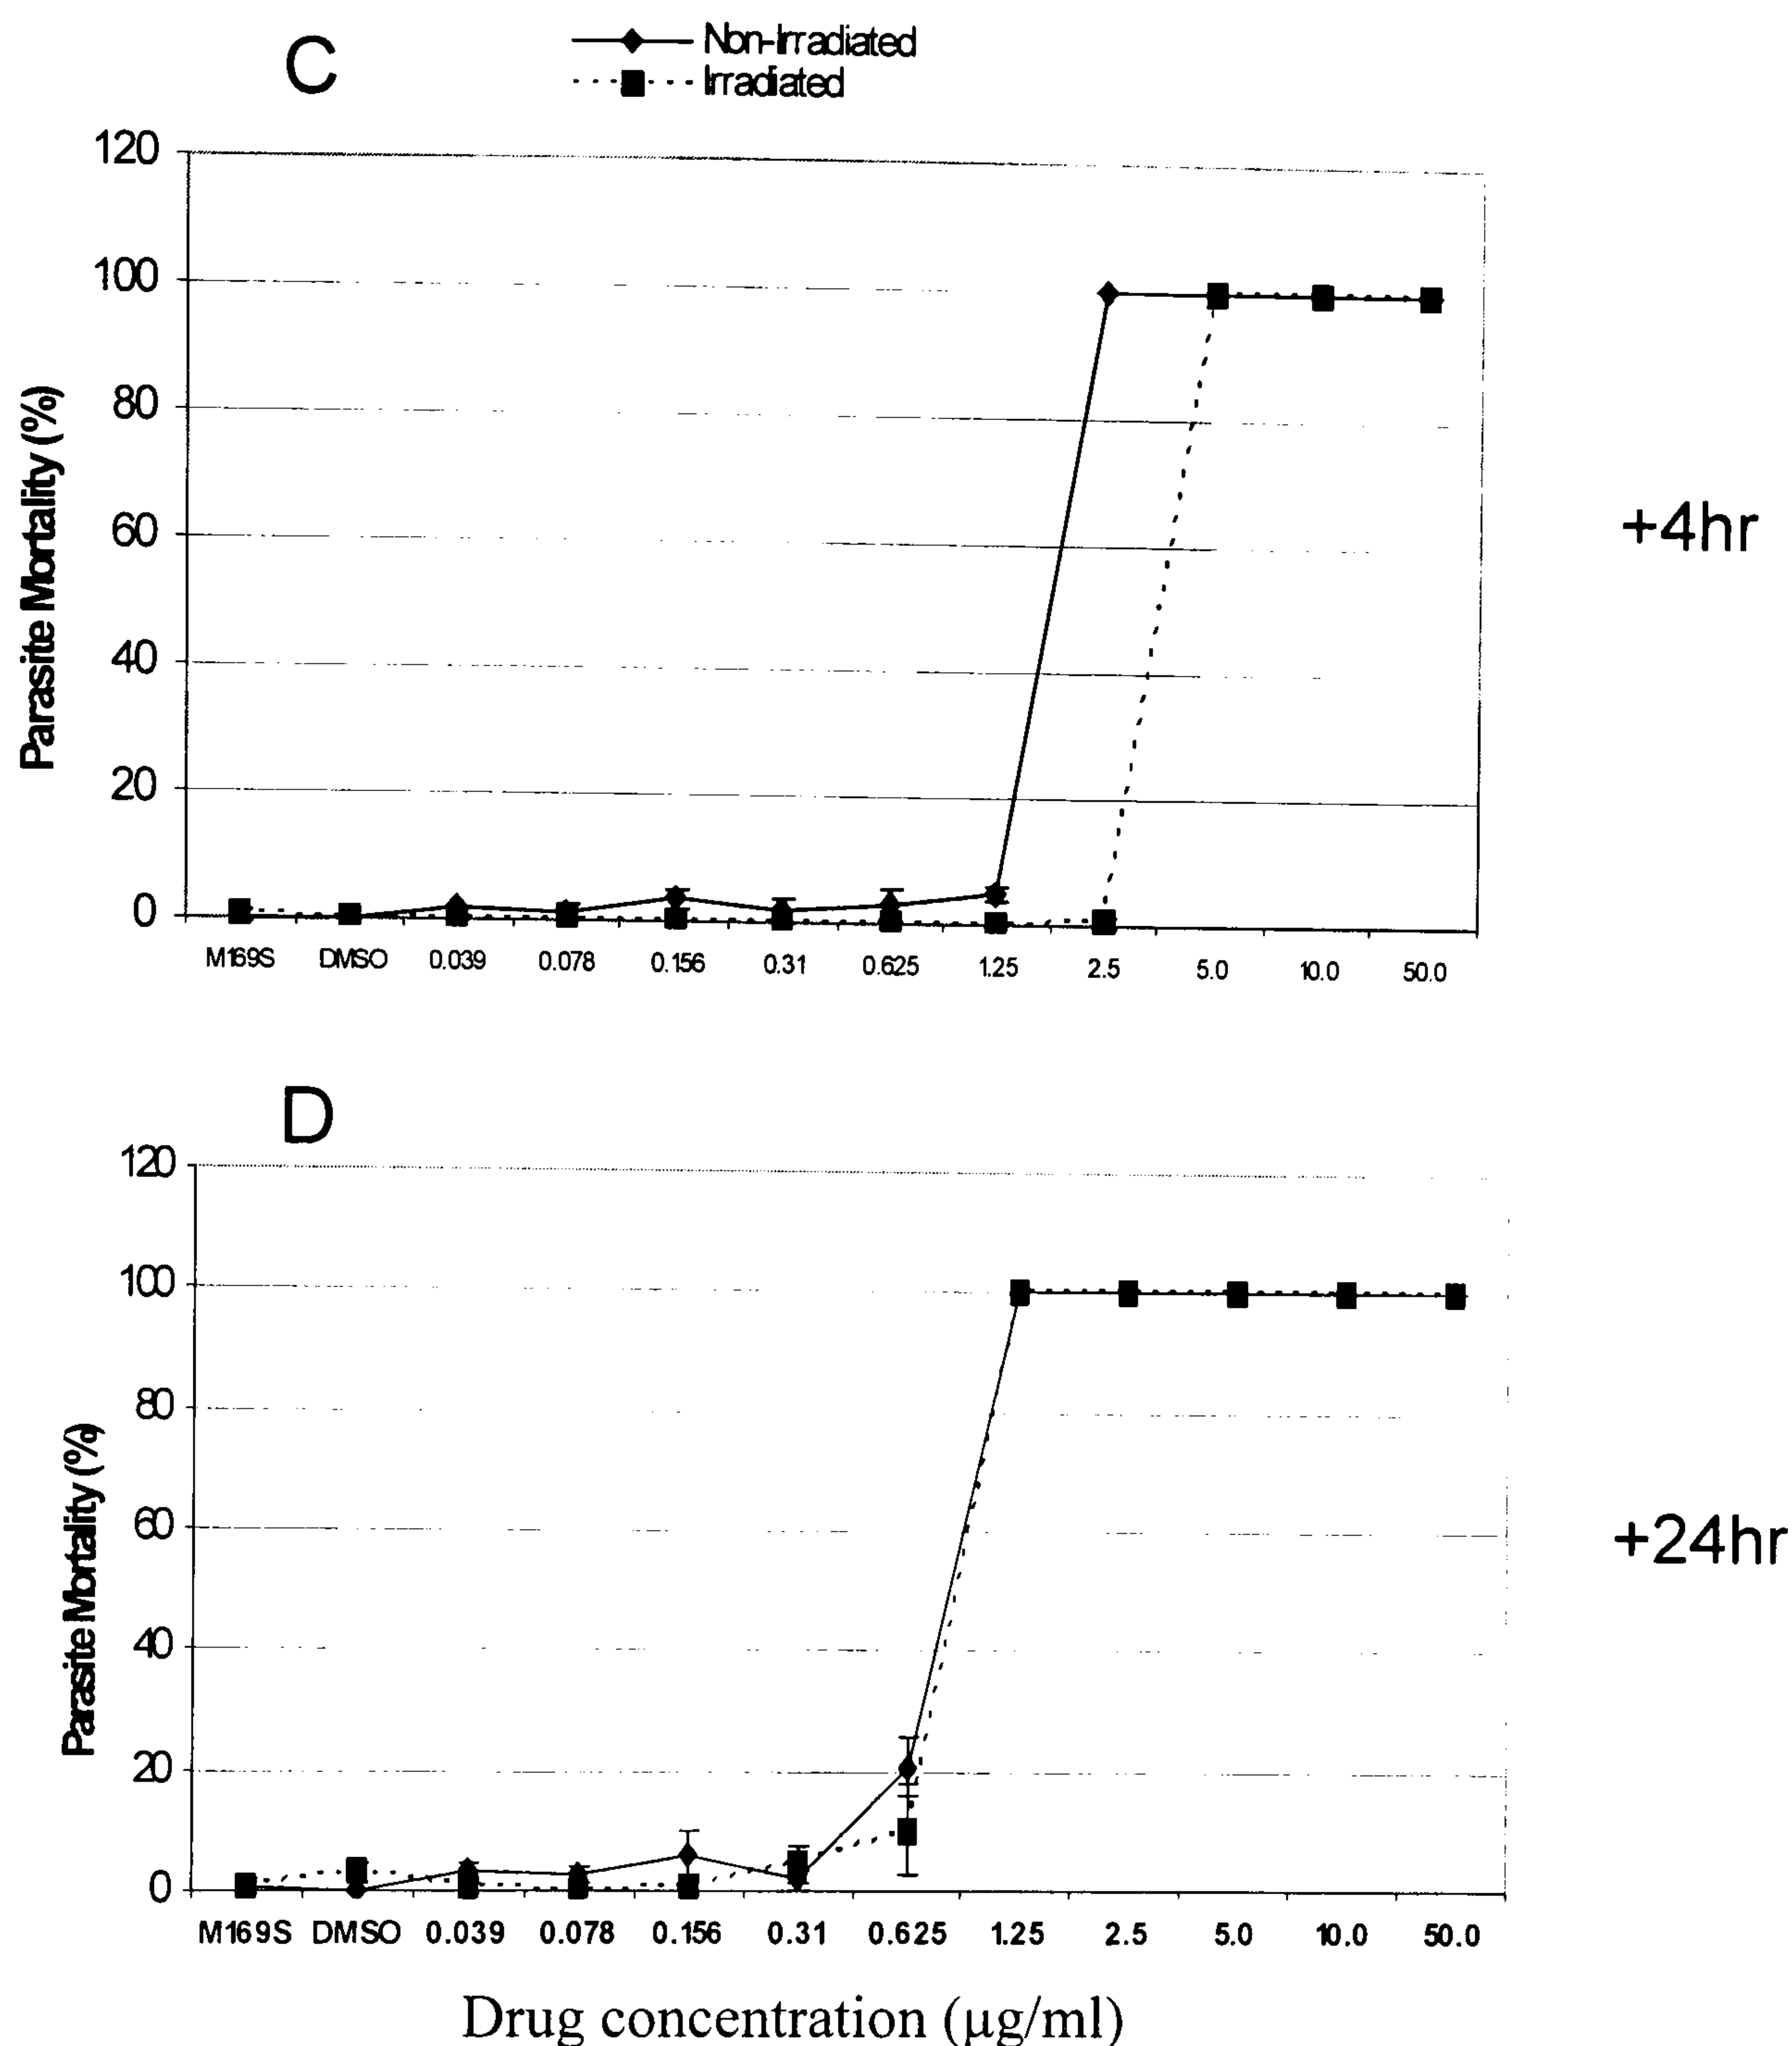 C
Non-Irradiated
Irradiated
120
100
80
60
40
20
0
Parasite Mortality (%)
M169S DMSO 0.039 0.078 0.156 0.31 0.625 1.25 2.5 5.0 10.0 50.0
+4hr
D
120
100
80
60
40
20
0
Parasite Mortality (%)
M169S DMSO 0.039 0.078 0.156 0.31 0.625 1.25 2.5 5.0 10.0 50.0
+24hr
Drug concentration (µg/ml)